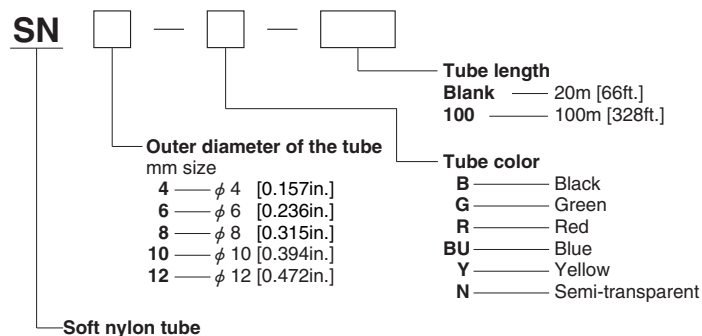 SN □ — □ — □
Tube length
Blank — 20m [66ft.]
100 — 100m [328ft.]
Outer diameter of the tube
mm size
4 — φ 4 [0.157in.]
6 — φ 6 [0.236in.]
8 — φ 8 [0.315in.]
10 — φ 10 [0.394in.]
12 — φ 12 [0.472in.]
Tube color
B — Black
G — Green
R — Red
BU — Blue
Y — Yellow
N — Semi-transparent
Soft nylon tube